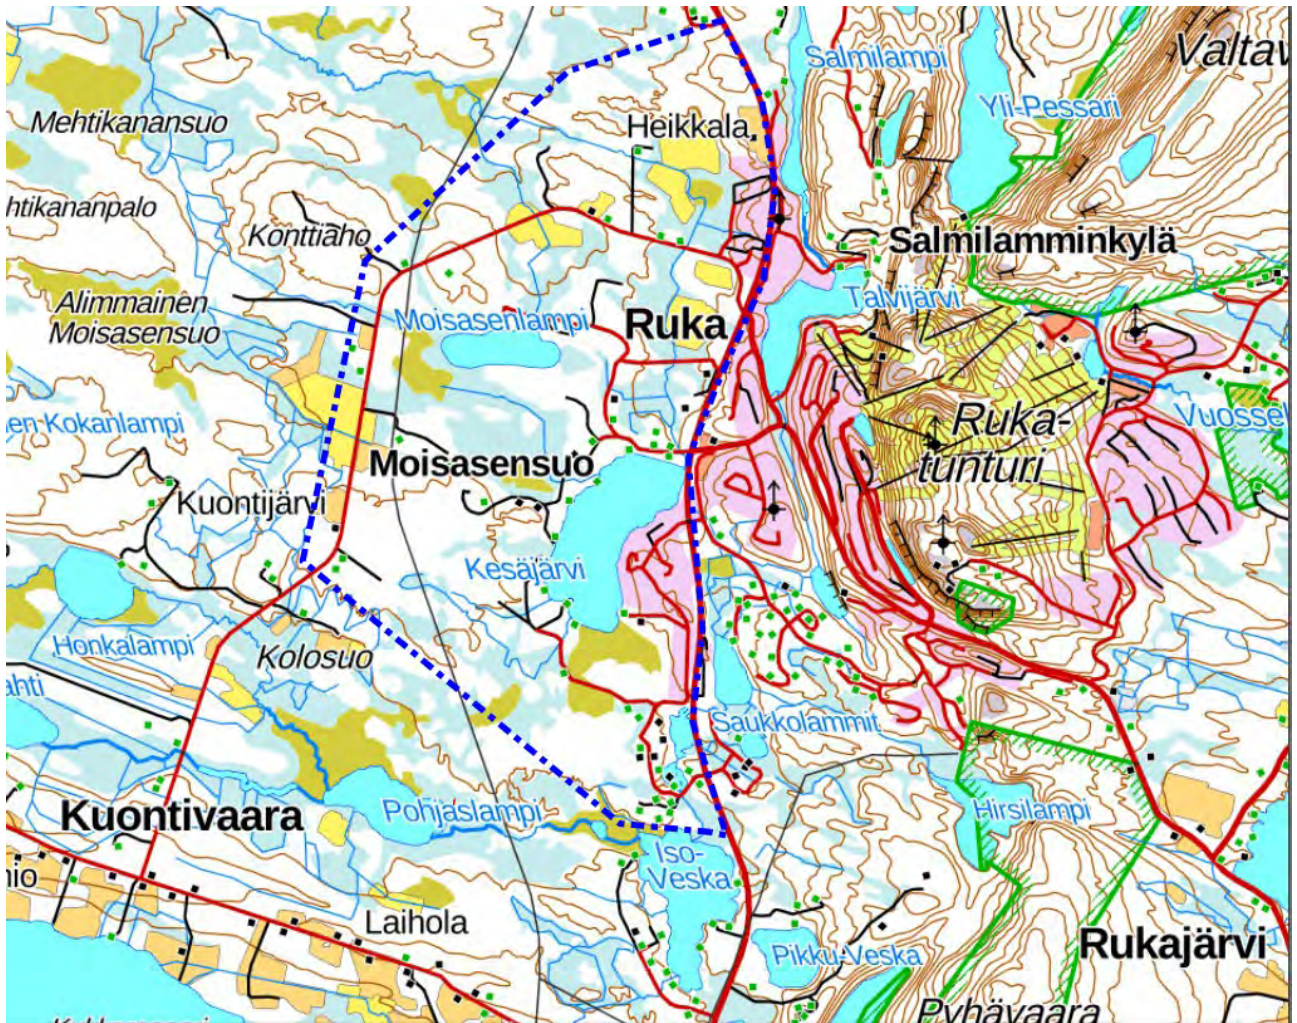 Salmilampi
Valtav
Yli-Pessari
Mehtikanansuo
Heikkala
htikananpalo
Konttiaho
Salmilamminkylä
Alimmainen
Moisasensuo
Moisasenlampi
Ruka
Talvijärvi
en-Kokanlampi
Ruka-
tunturi
Vuossel
Moisasensuo
Kuontijärvi
Kesäjärvi
Honkalampi
Kolosuo
ahti
Saukkolammit
Kuontivaara
Pohjaslampi
Hirsilampi
Iso-
Veska
nio
Laihola
Pikku-Veska
Rukajärvi
Pyhävaara